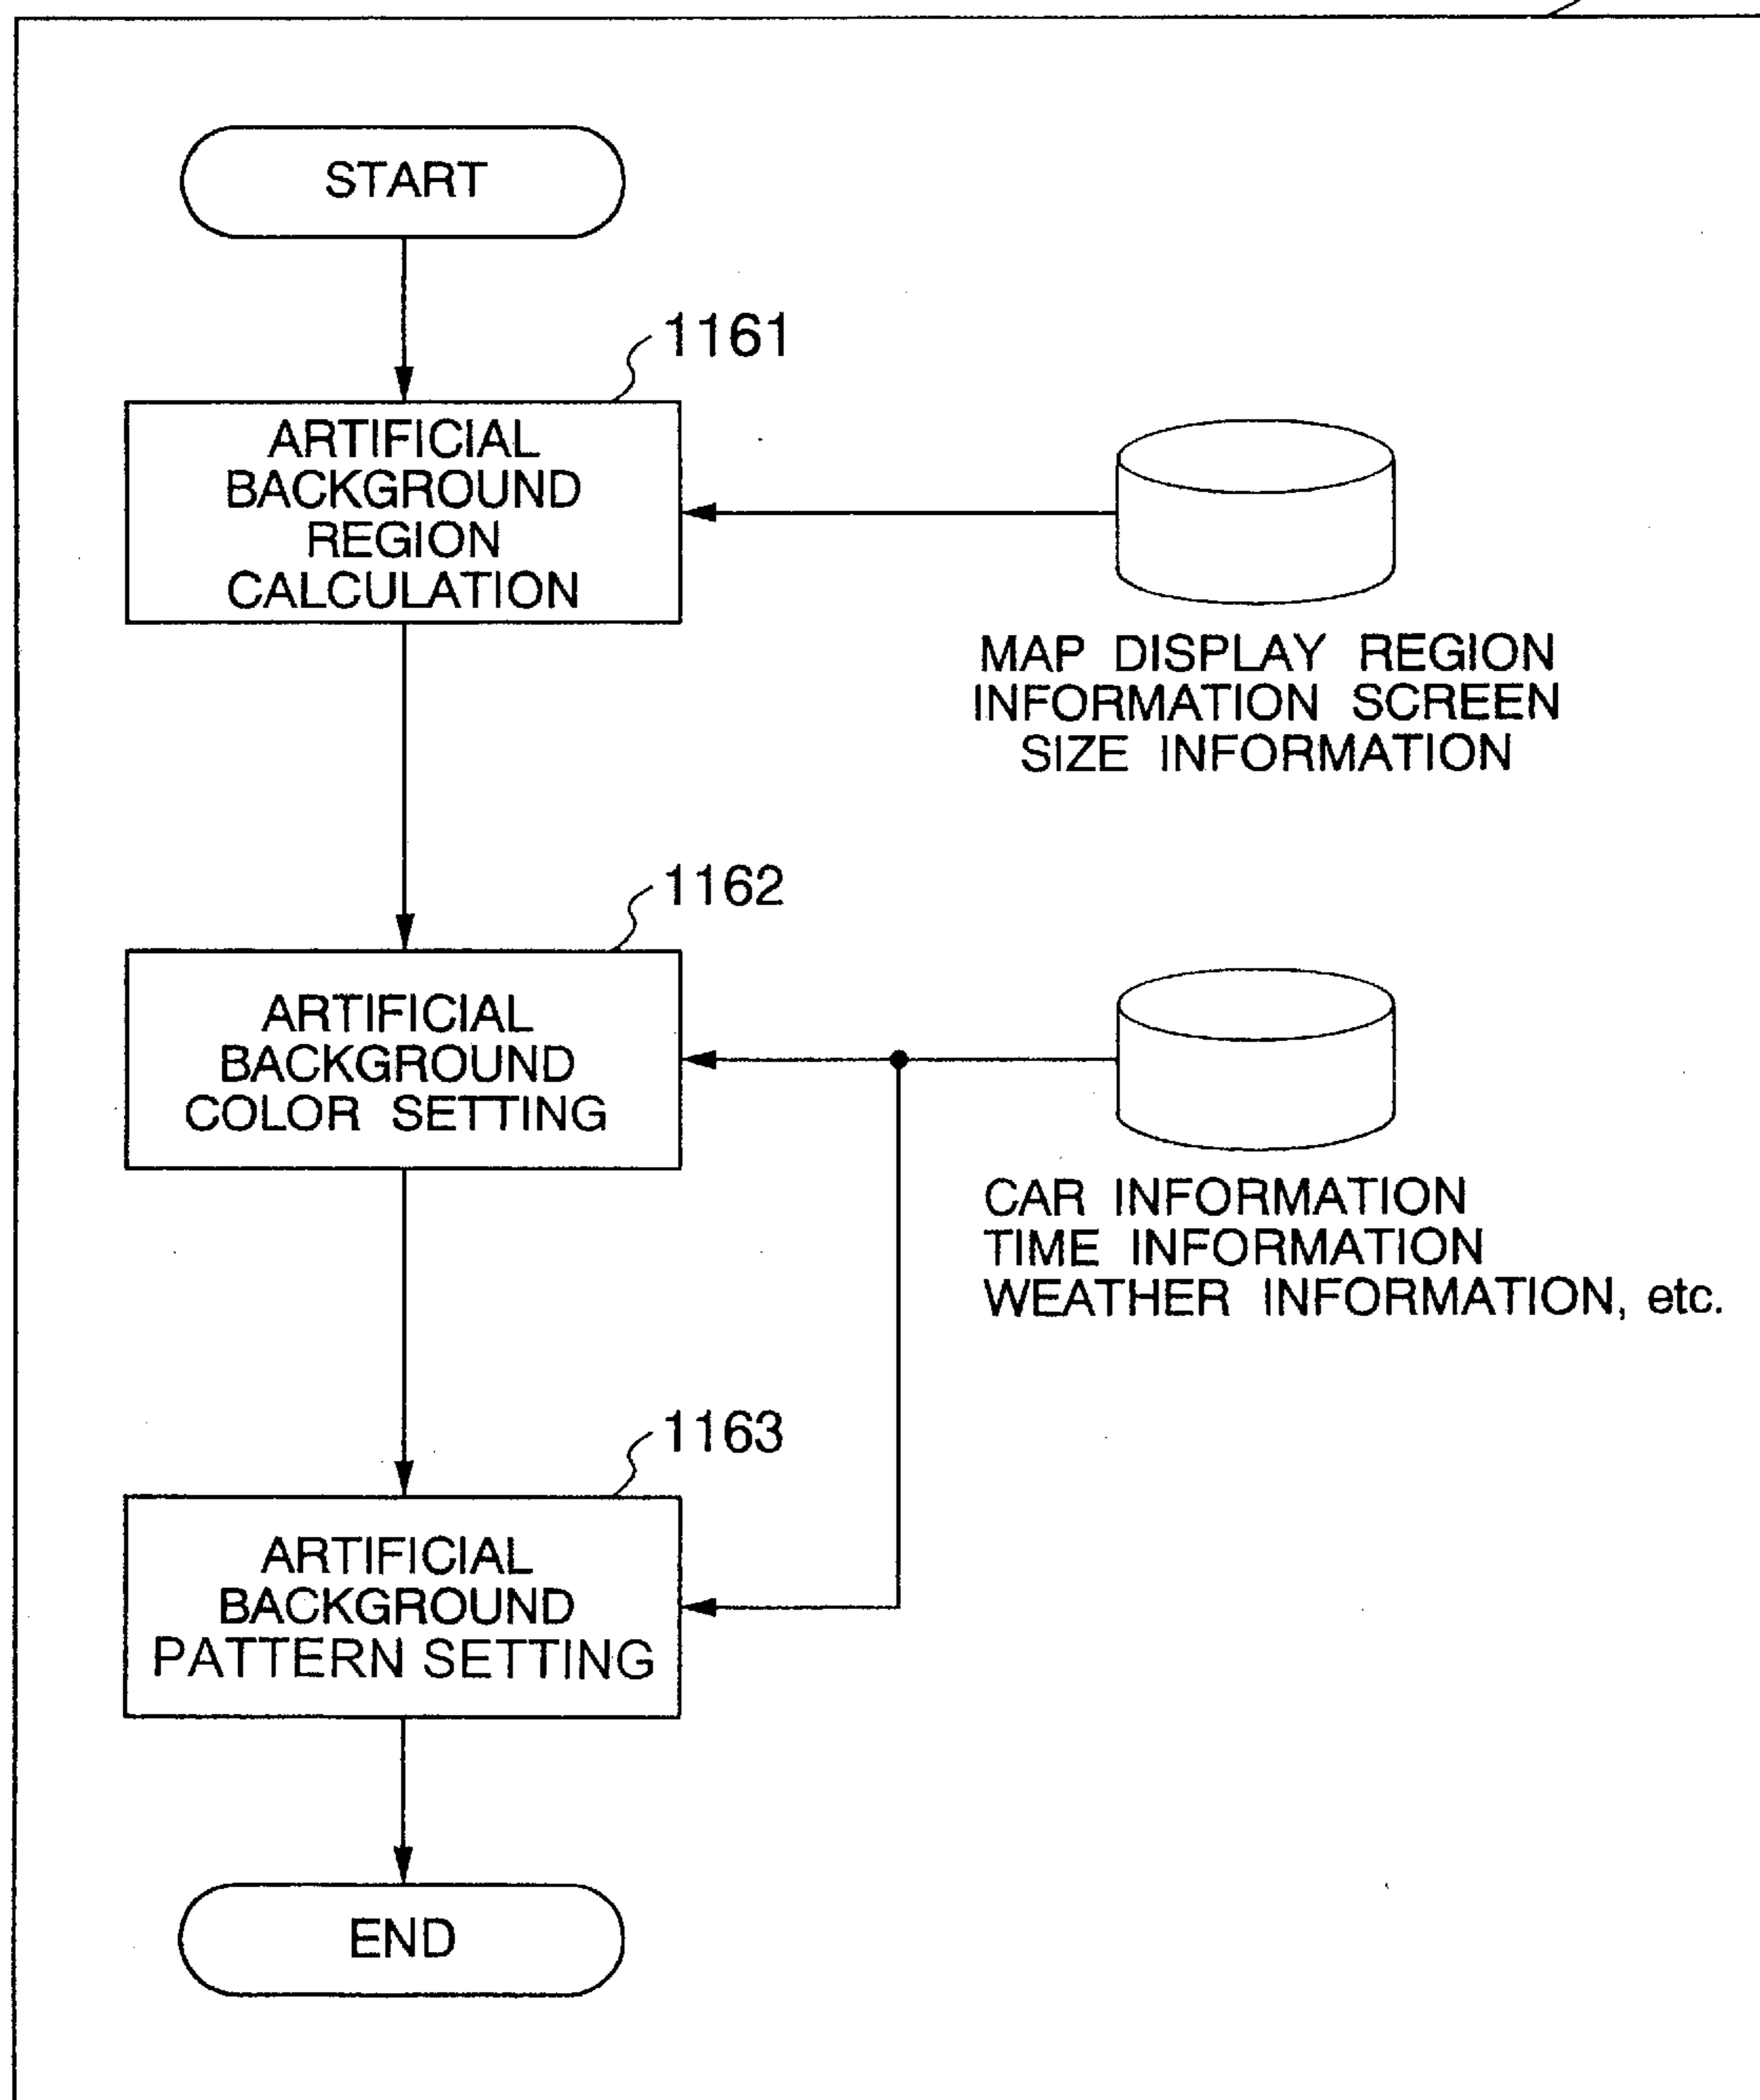 START
1161
ARTIFICIAL
BACKGROUND
REGION
CALCULATION
MAP DISPLAY REGION
INFORMATION SCREEN
SIZE INFORMATION
1162
ARTIFICIAL
BACKGROUND
COLOR SETTING
CAR INFORMATION
TIME INFORMATION
WEATHER INFORMATION, etc.
1163
ARTIFICIAL
BACKGROUND
PATTERN SETTING
END